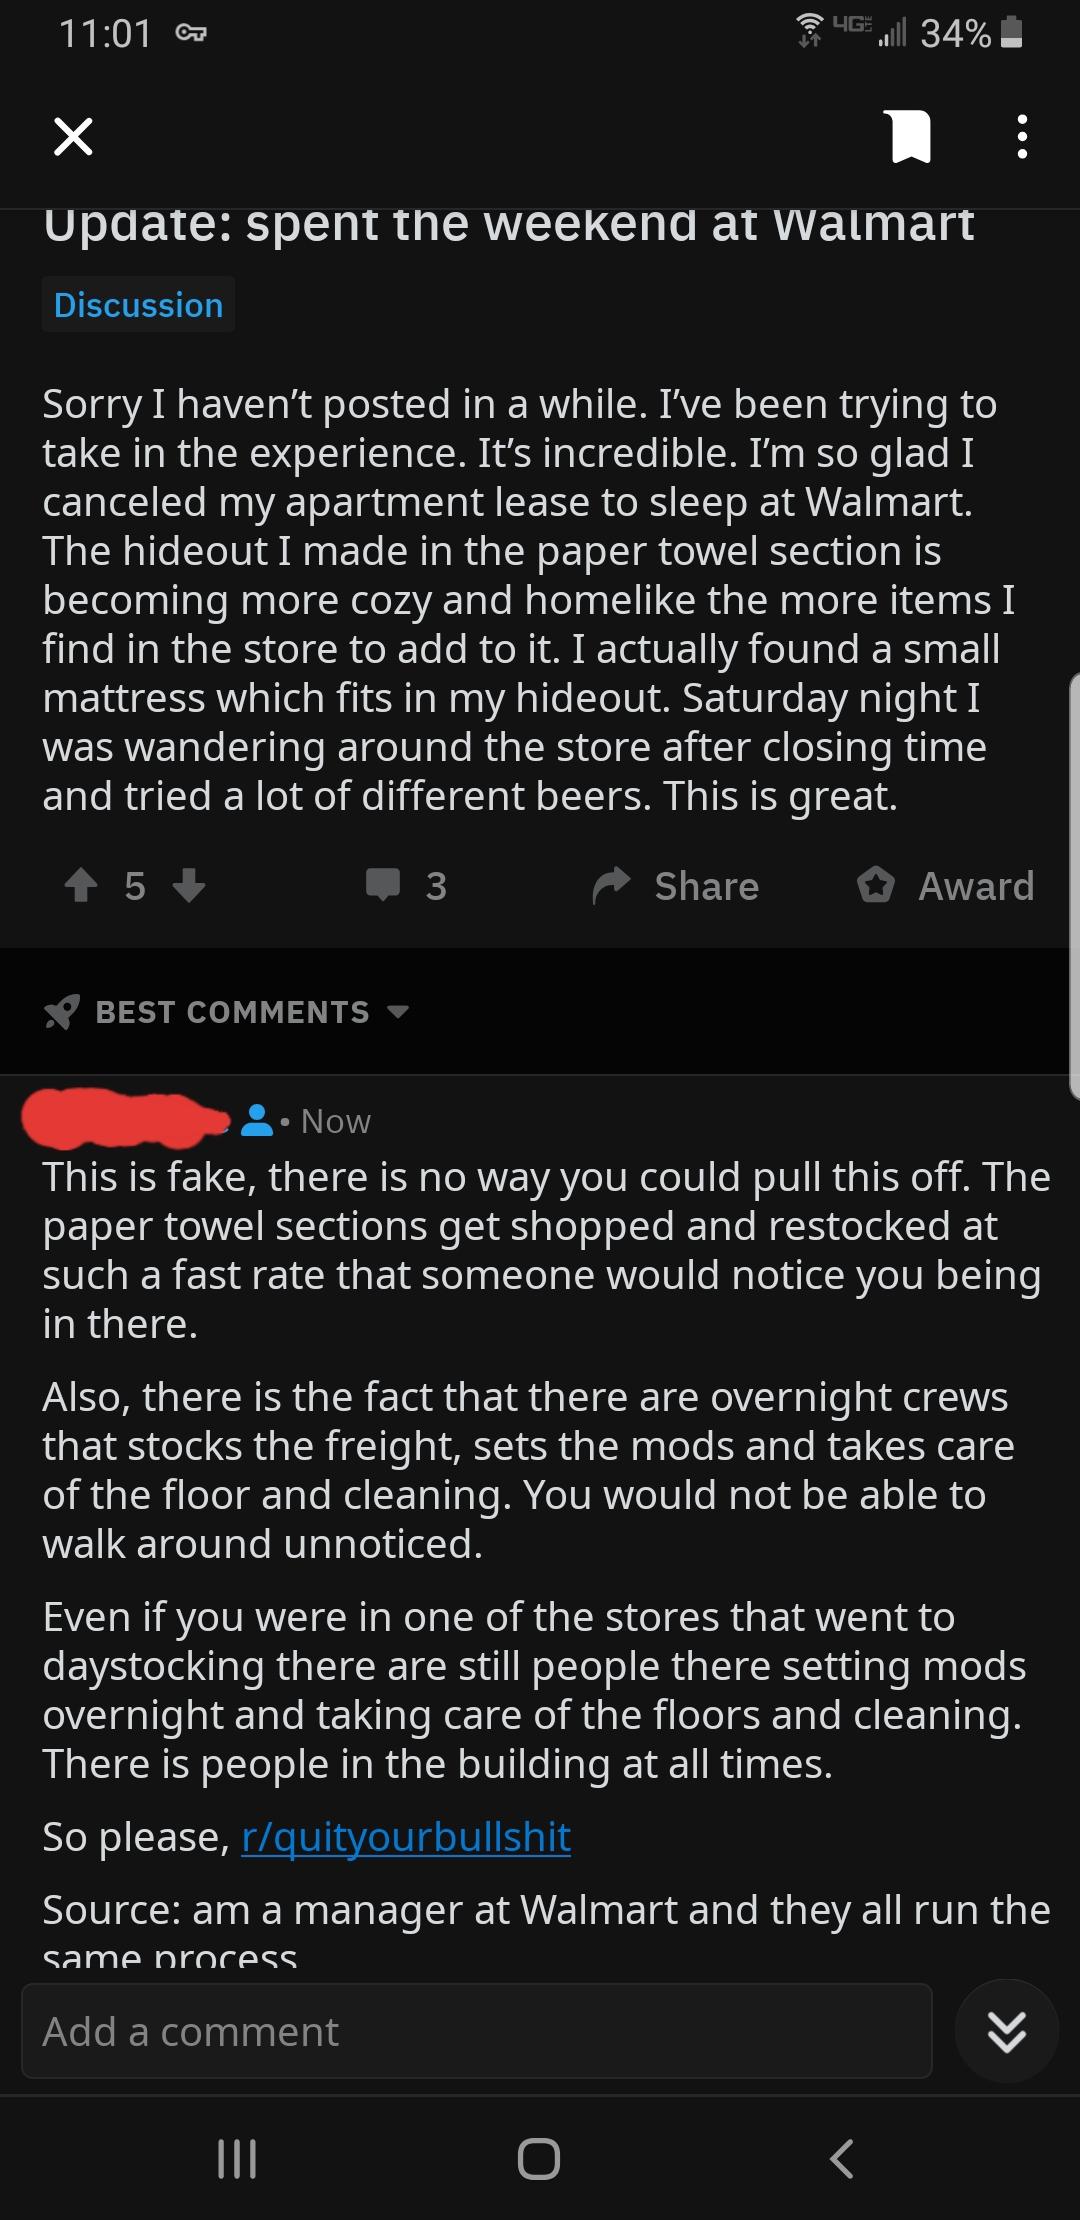 11:01
4G LTE 34%
Update: spent the weekend at Walmart
Discussion
Sorry I haven’t posted in a while. I’ve been trying to
take in the experience. It’s incredible. I’m so glad I
canceled my apartment lease to sleep at Walmart.
The hideout I made in the paper towel section is
becoming more cozy and homelike the more items I
find in the store to add to it. I actually found a small
mattress which fits in my hideout. Saturday night I
was wandering around the store after closing time
and tried a lot of different beers. This is great.
5 3 Share Award
BEST COMMENTS
• Now
This is fake, there is no way you could pull this off. The
paper towel sections get shopped and restocked at
such a fast rate that someone would notice you being
in there.
Also, there is the fact that there are overnight crews
that stocks the freight, sets the mods and takes care
of the floor and cleaning. You would not be able to
walk around unnoticed.
Even if you were in one of the stores that went to
daystocking there are still people there setting mods
overnight and taking care of the floors and cleaning.
There is people in the building at all times.
So please, r/quityourbullshit
Source: am a manager at Walmart and they all run the
same process
Add a comment